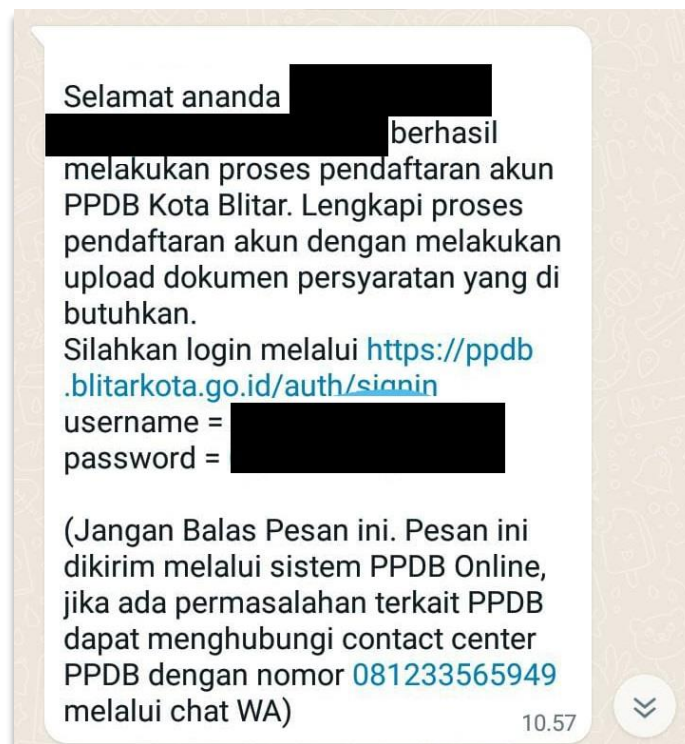 Selamat ananda
berhasil
melakukan proses pendaftaran akun
PPDB Kota Blitar. Lengkapi proses
pendaftaran akun dengan melakukan
upload dokumen persyaratan yang di
butuhkan.
Silahkan login melalui https://ppdb
.blitarkota.go.id/auth/signin
username =
password =
(Jangan Balas Pesan ini. Pesan ini
dikirim melalui sistem PPDB Online,
jika ada permasalahan terkait PPDB
dapat menghubungi contact center
PPDB dengan nomor 081233565949
melalui chat WA)
10.57